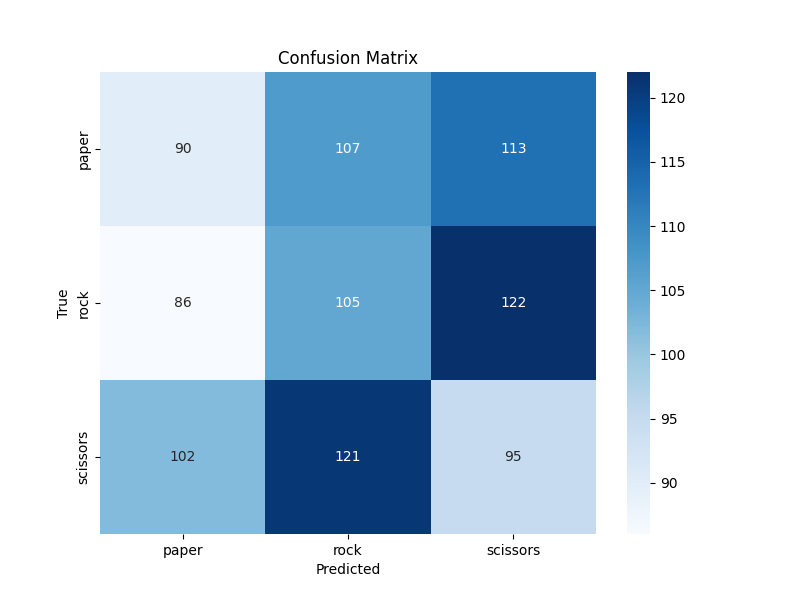 Confusion Matrix
paper 90 107 113
rock 86 105 122
scissors 102 121 95
True
paper rock scissors
Predicted
120
115
110
105
100
95
90